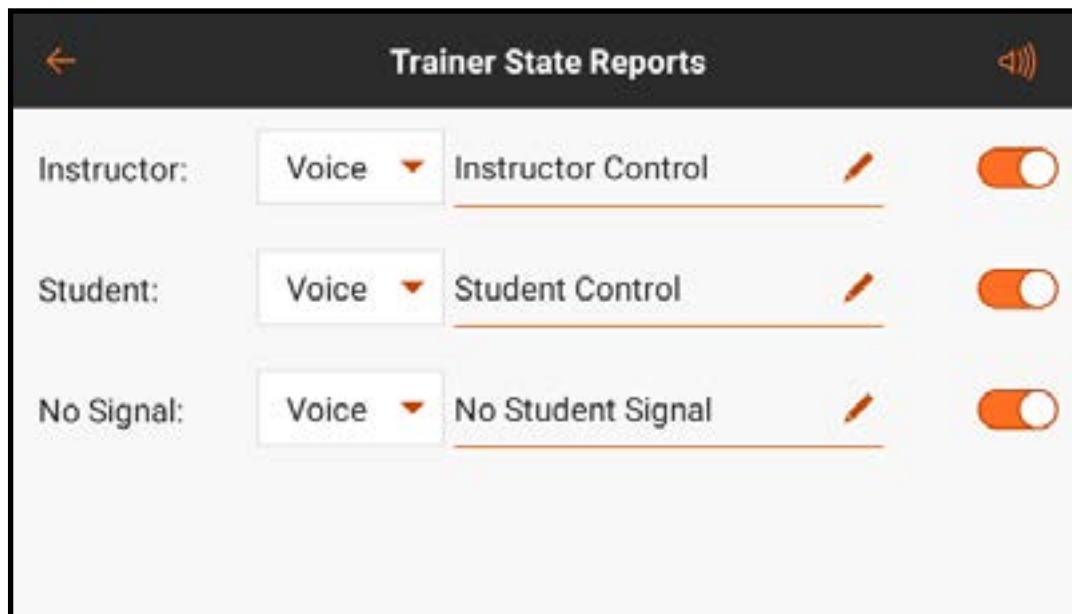 Trainer State Reports
Instructor: Voice Instructor Control
Student: Voice Student Control
No Signal: Voice No Student Signal